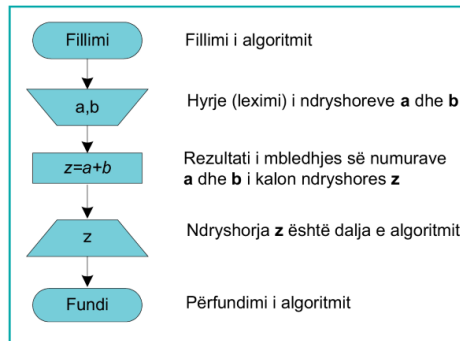 Fillimi
Fillimi i algoritmit
a,b
Hyrje (leximi) i ndryshoreve a dhe b
z=a+b
Rezultati i mbledhjes së numurave
a dhe b i kalon ndryshores z
z
Ndryshorja z është dalja e algoritmit
Fundi
Përfundimi i algoritmit